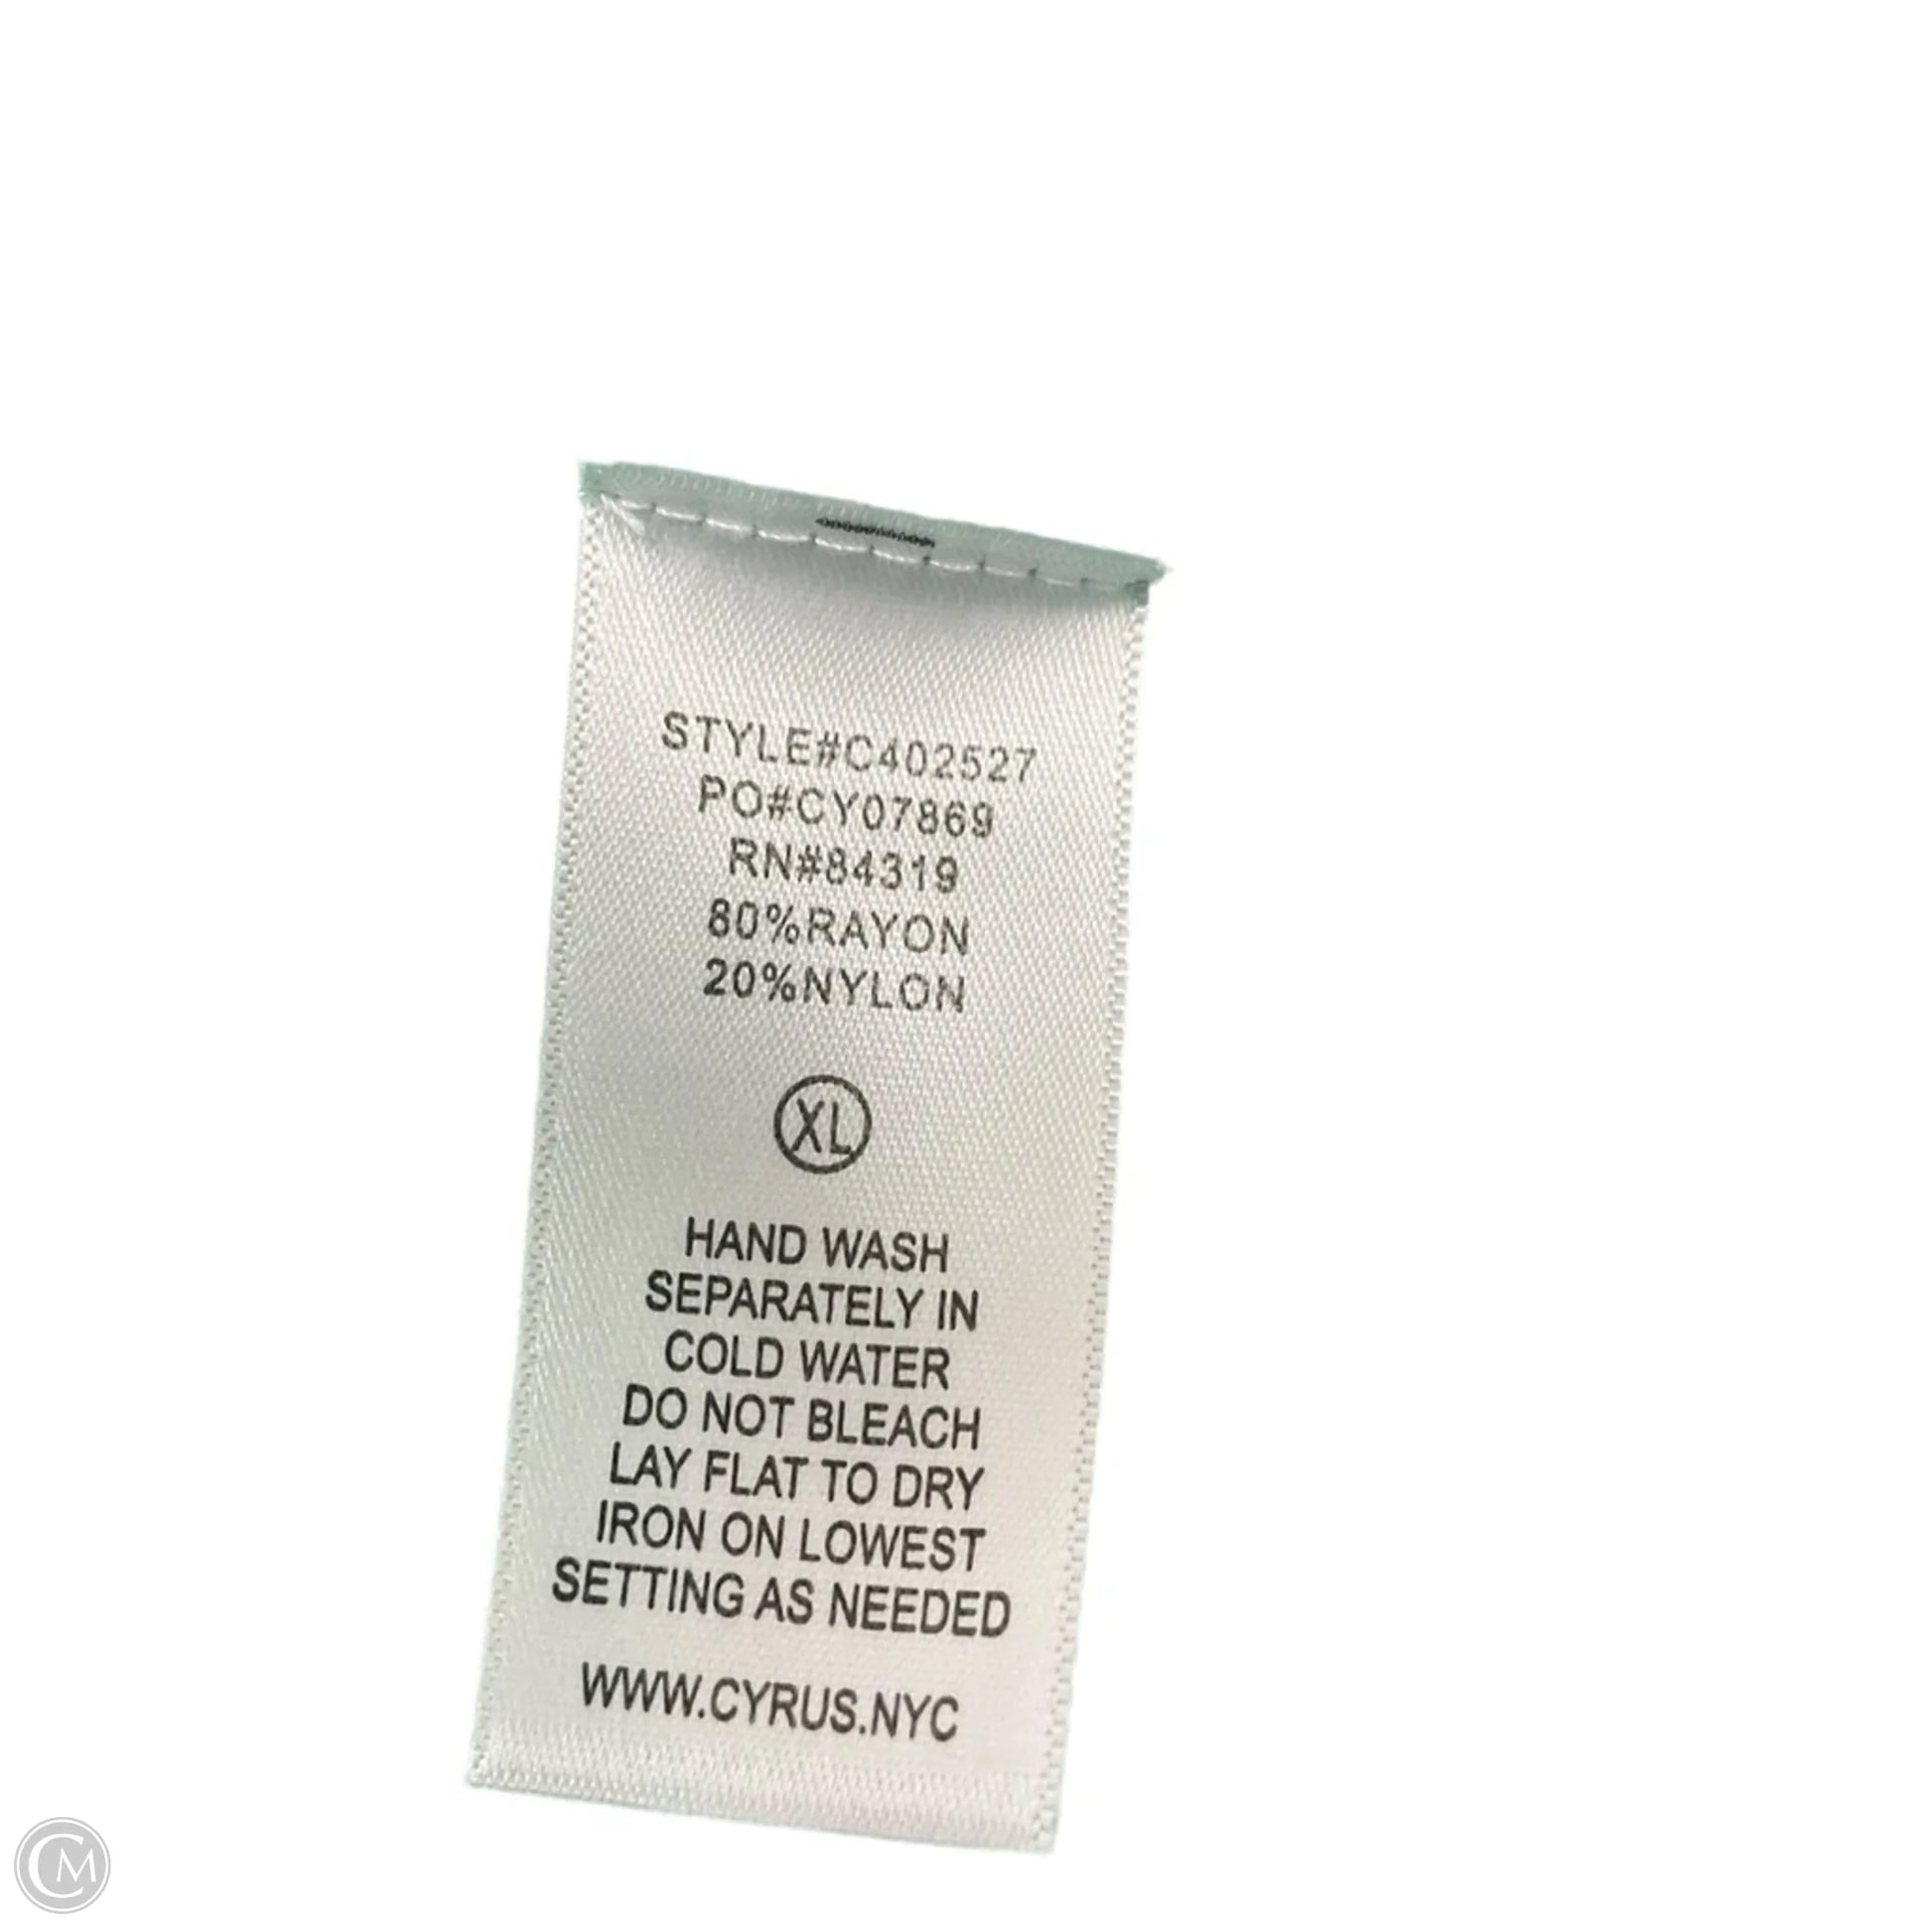 STYLE#C402527
PO#CY07869
RN#84319
80%RAYON
20%NYLON
XL
HAND WASH
SEPARATELY IN
COLD WATER
DO NOT BLEACH
LAY FLAT TO DRY
IRON ON LOWEST
SETTING AS NEEDED
WWW.CYRUS.NYC
CM